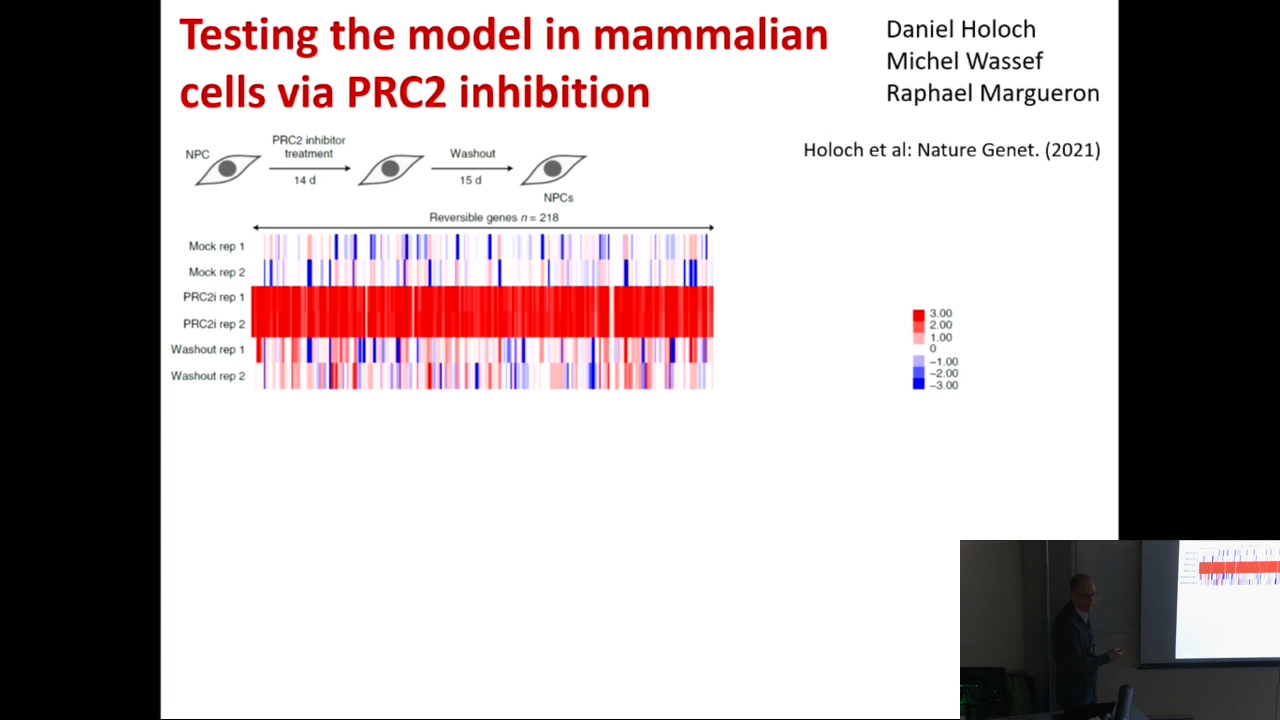 Testing the model in mammalian
cells via PRC2 inhibition
Daniel Holoch
Michel Wassef
Raphael Margueron
Holoch et al: Nature Genet. (2021)
NPC
PRC2 inhibitor
treatment
14 d
Washout
15 d
NPCs
Reversible genes n = 218
Mock rep 1
Mock rep 2
PRC2i rep 1
PRC2i rep 2
Washout rep 1
Washout rep 2
3.00
2.00
1.00
0
−1.00
−2.00
−3.00